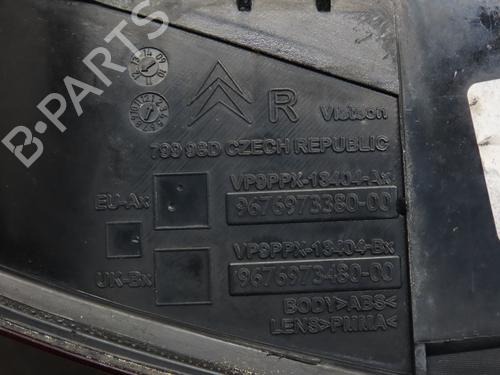 B-PARTS
R Visteon
799 98D CZECH REPUBLIC
VP9PPX-13404-Ax
EU-Ax 9676973380-00
VP9PPX-13404-Bx
UK-Bx 9676973480-00
BODY>ABS<
LENS>PMMA<